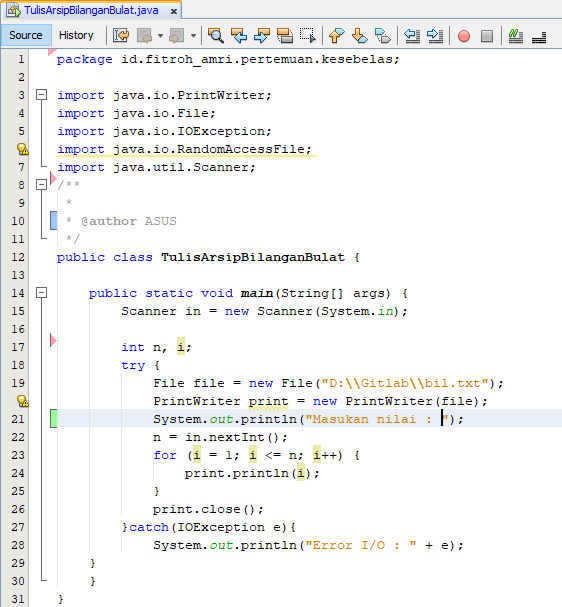 TulisArsipBilanganBulat.java x
Source History
1 package id.fitroh_amri.pertemuan.kesebelas;
2
3 import java.io.PrintWriter;
4 import java.io.File;
5 import java.io.IOException;
import java.io.RandomAccessFile;
7 import java.util.Scanner;
8 /**
9 *
10 * @author ASUS
11 */
12 public class TulisArsipBilanganBulat {
13
14 public static void main(String[] args) {
15 Scanner in = new Scanner(System.in);
16
17 int n, i;
18 try {
19 File file = new File("D:\\Gitlab\\bil.txt");
PrintWriter print = new PrintWriter(file);
21 System.out.println("Masukan nilai : ");
22 n = in.nextInt();
23 for (i = 1; i <= n; i++) {
24 print.println(i);
25 }
26 print.close();
27 }catch(IOException e){
28 System.out.println("Error I/O : " + e);
29 }
30 }
31 }